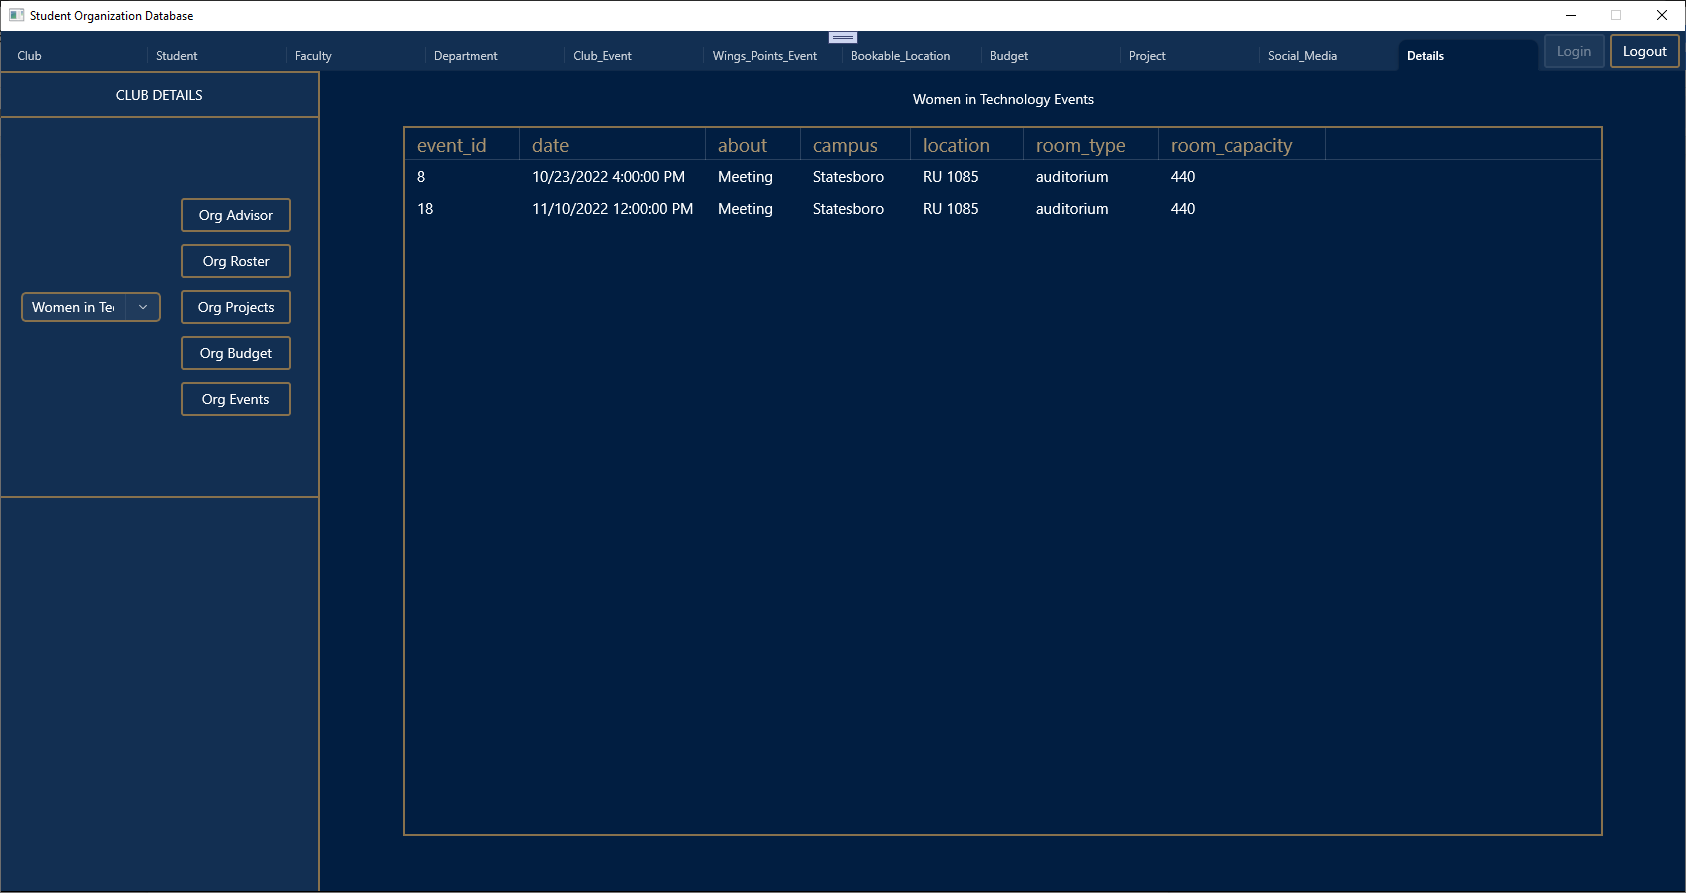 Student Organization Database
Club Student Faculty Department Club_Event Wings_Points_Event Bookable_Location Budget Project Social_Media Details Login Logout
CLUB DETAILS
Org Advisor
Org Roster
Women in Te
Org Projects
Org Budget
Org Events
Women in Technology Events
event_id date about campus location room_type room_capacity
8 10/23/2022 4:00:00 PM Meeting Statesboro RU 1085 auditorium 440
18 11/10/2022 12:00:00 PM Meeting Statesboro RU 1085 auditorium 440